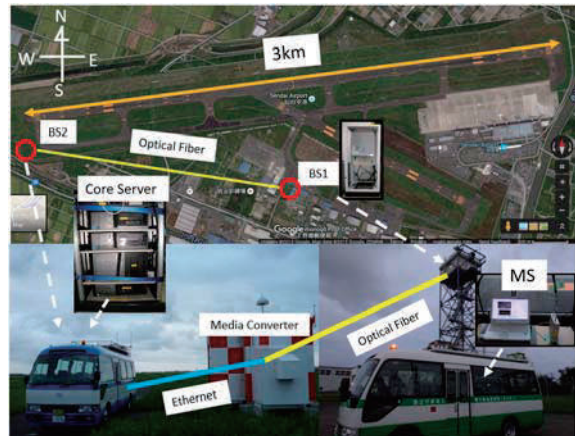 N
W E
S
3km
Sendai Airport
BS2
Optical Fiber
BS1
Core Server
Google
MS
Media Converter
Optical Fiber
Ethernet